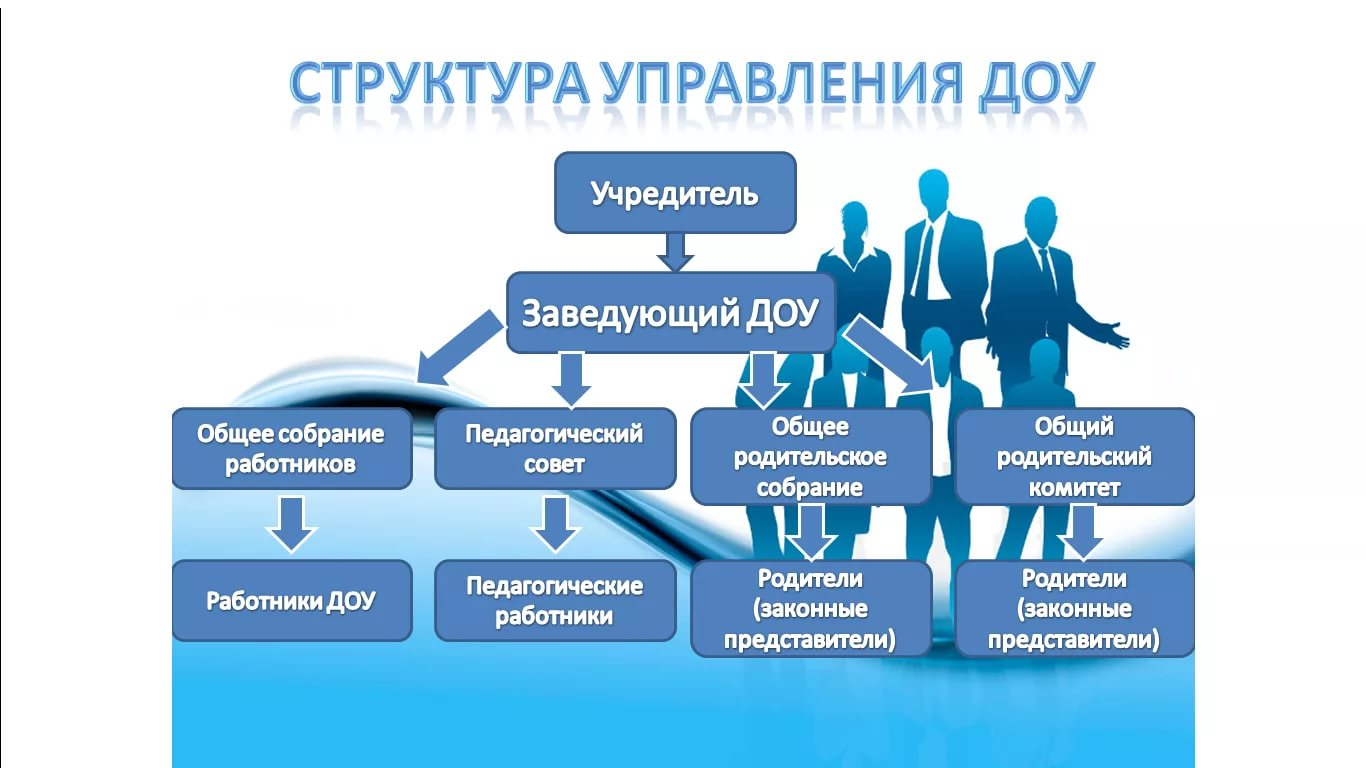 СТРУКТУРА УПРАВЛЕНИЯ ДОУ
Учредитель
Заведующий ДОУ
Общее собрание
работников
Педагогический
совет
Общее
родительское
собрание
Общий
родительский
комитет
Работники ДОУ
Педагогические
работники
Родители
(законные
представители)
Родители
(законные
представители)